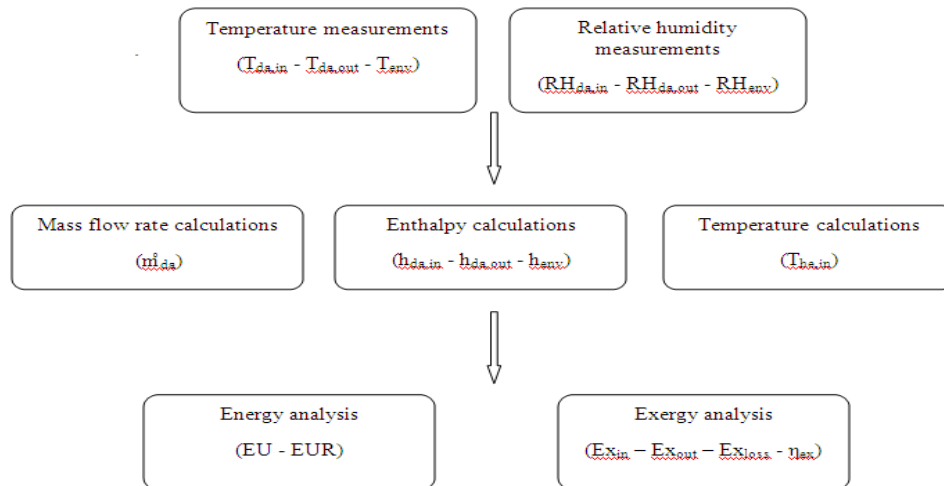 Temperature measurements
(Tda,in - Tda,out - Tenv)
Relative humidity
measurements
(RHda,in - RHda,out - RHenv)
Mass flow rate calculations
(m̊da)
Enthalpy calculations
(hda,in - hda,out - henv)
Temperature calculations
(Tha,in)
Energy analysis
(EU - EUR)
Exergy analysis
(Exin – Exout – Exloss - ηex)